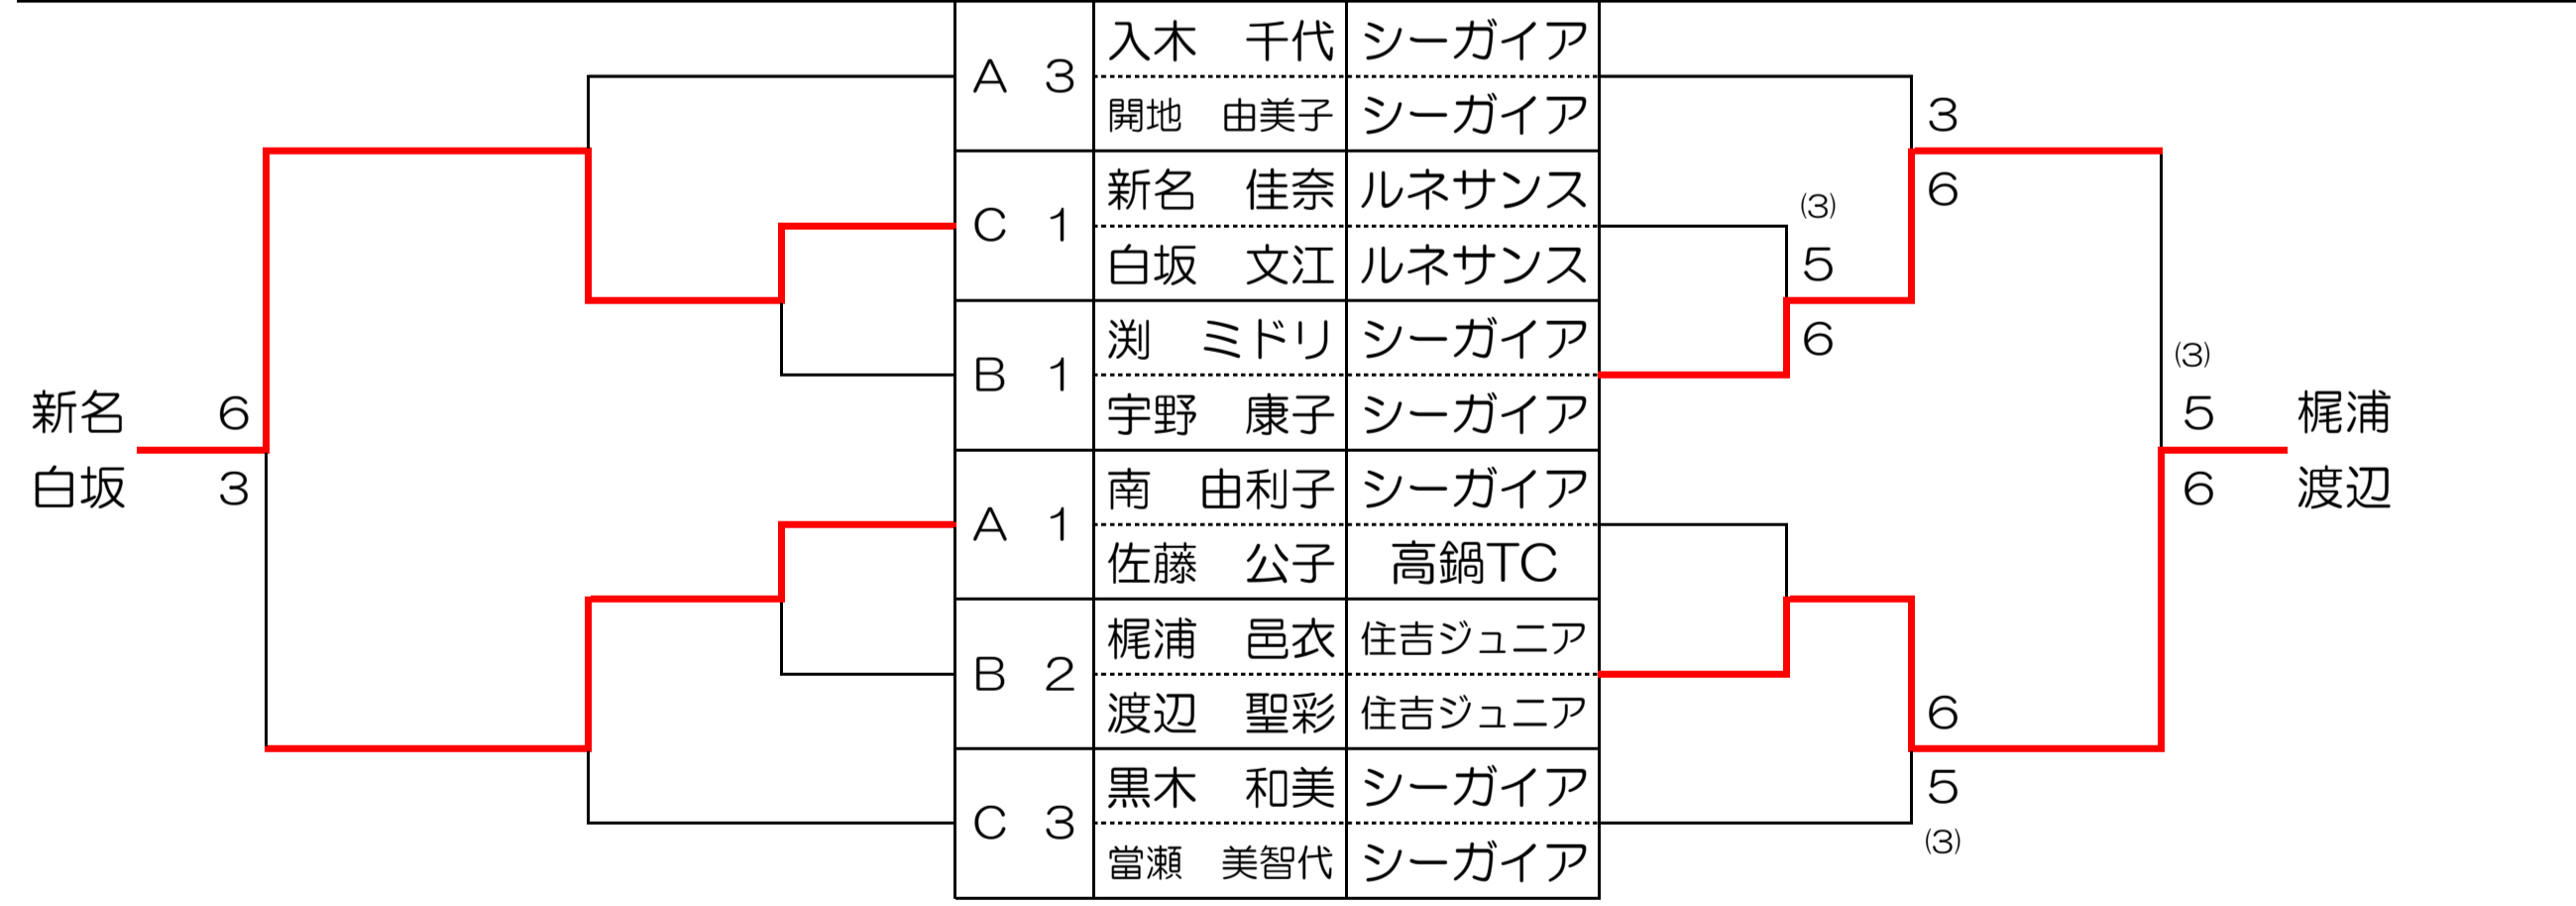 入木 千代 シーガイア
A 3
開地 由美子 シーガイア
3
新名 佳奈 ルネサンス
6
C 1
(3)
白坂 文江 ルネサンス
5
渕 ミドリ シーガイア
6
B 1
(3)
宇野 康子 シーガイア
新名 6
5 梶浦
白坂 3
6 渡辺
南 由利子 シーガイア
A 1
佐藤 公子 高鍋TC
梶浦 邑衣 住吉ジュニア
B 2
渡辺 聖彩 住吉ジュニア
6
黒木 和美 シーガイア
5
C 3
(3)
當瀬 美智代 シーガイア